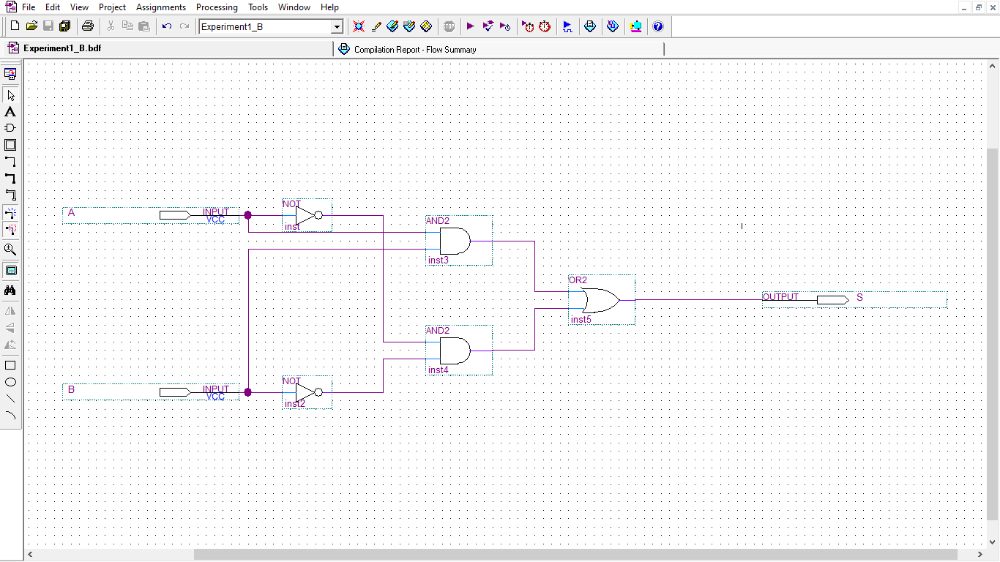 File Edit View Project Assignments Processing Tools Window Help
Experiment1_B
STOP
Experiment1_B.bdf
Compilation Report - Flow Summary
A
INPUT
VCC
NOT
inst
AND2
inst3
OR2
inst5
OUTPUT
S
AND2
inst4
B
INPUT
VCC
NOT
inst2
A